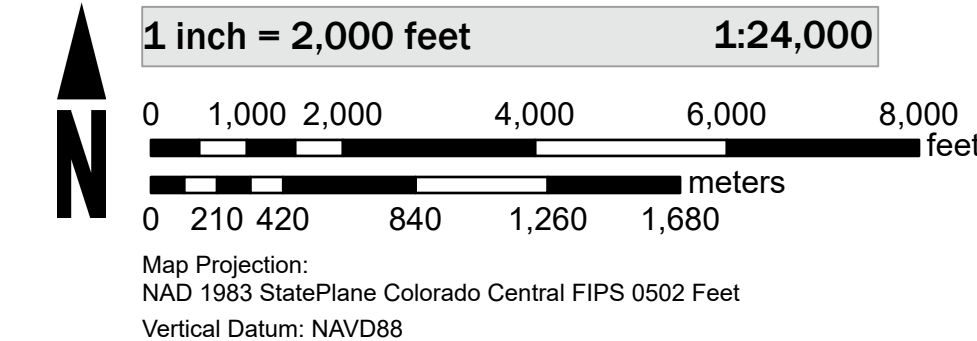 1 inch = 2,000 feet 1:24,000
N
0 1,000 2,000 4,000 6,000 8,000
feet
meters
0 210 420 840 1,260 1,680
Map Projection:
NAD 1983 StatePlane Colorado Central FIPS 0502 Feet
Vertical Datum: NAVD88